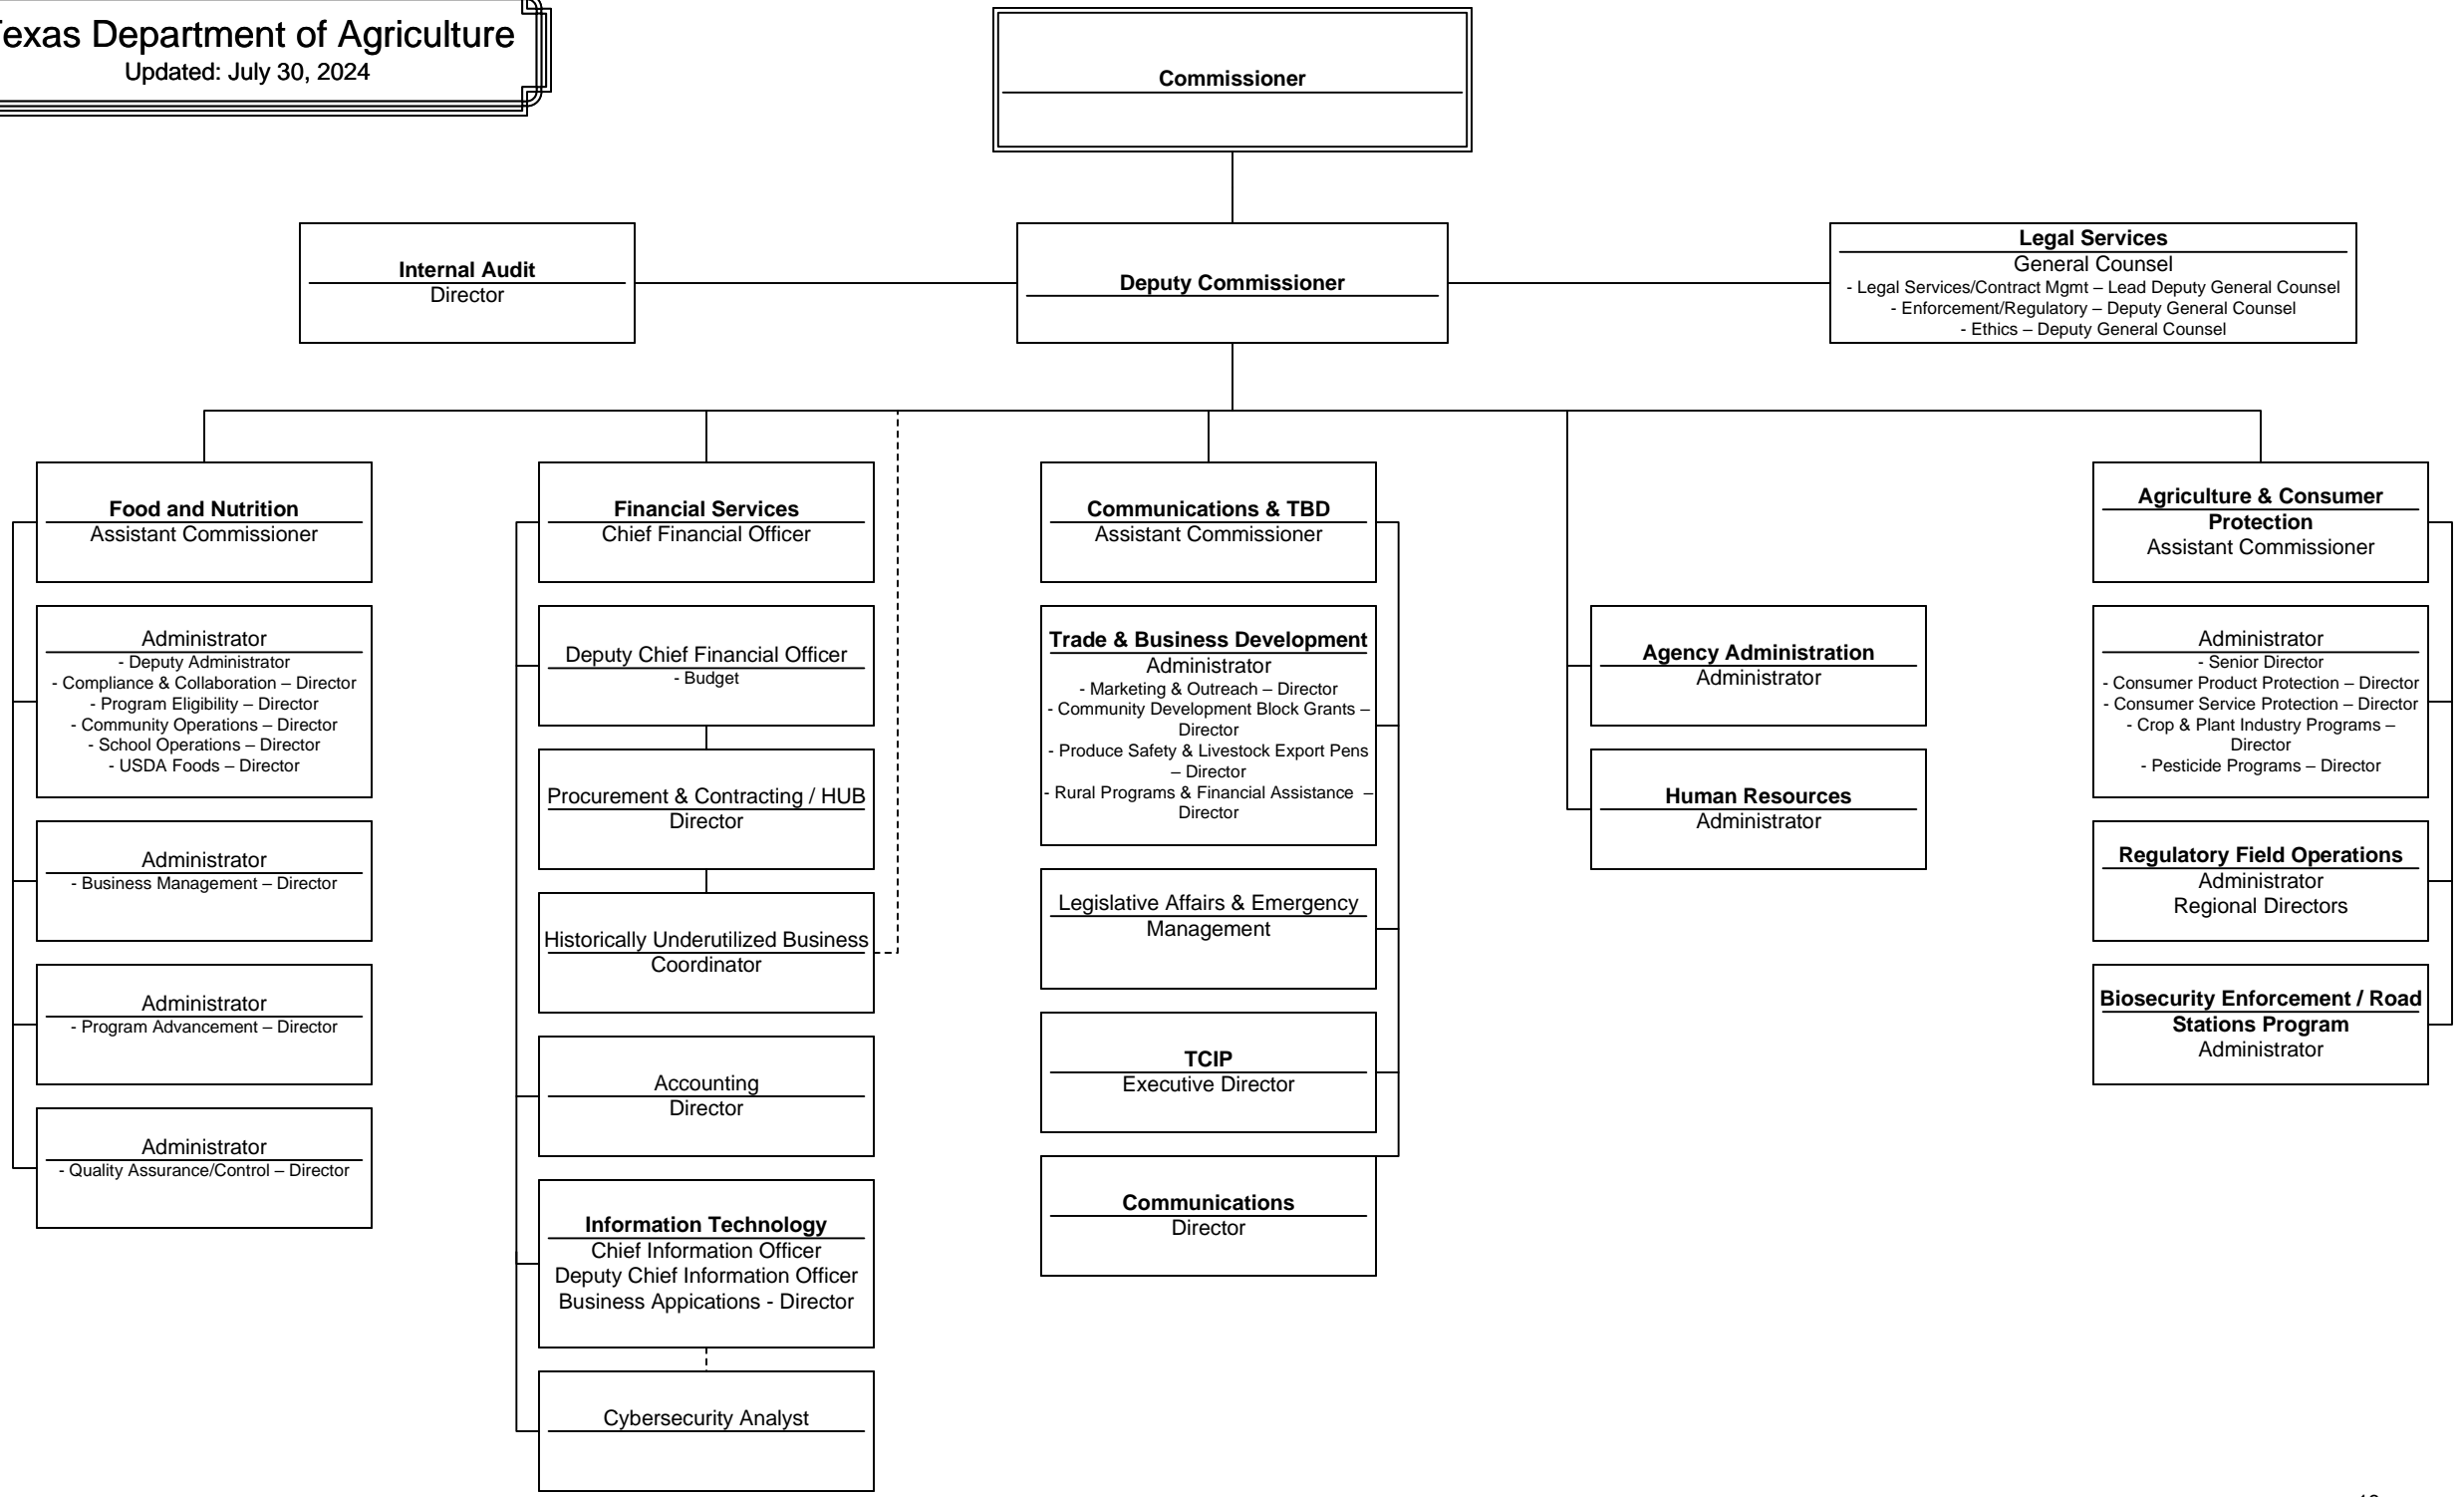 exas Department of Agriculture
Updated: July 30, 2024
Commissioner
Internal Audit
Director
Deputy Commissioner
Legal Services
General Counsel
- Legal Services/Contract Mgmt – Lead Deputy General Counsel
- Enforcement/Regulatory – Deputy General Counsel
- Ethics – Deputy General Counsel
Food and Nutrition
Assistant Commissioner
Administrator
- Deputy Administrator
- Compliance & Collaboration – Director
- Program Eligibility – Director
- Community Operations – Director
- School Operations – Director
- USDA Foods – Director
Administrator
- Business Management – Director
Administrator
- Program Advancement – Director
Administrator
- Quality Assurance/Control – Director
Financial Services
Chief Financial Officer
Deputy Chief Financial Officer
- Budget
Procurement & Contracting / HUB
Director
Historically Underutilized Business
Coordinator
Accounting
Director
Information Technology
Chief Information Officer
Deputy Chief Information Officer
Business Appications - Director
Cybersecurity Analyst
Communications & TBD
Assistant Commissioner
Trade & Business Development
Administrator
- Marketing & Outreach – Director
- Community Development Block Grants –
Director
- Produce Safety & Livestock Export Pens
– Director
- Rural Programs & Financial Assistance –
Director
Legislative Affairs & Emergency
Management
TCIP
Executive Director
Communications
Director
Agency Administration
Administrator
Human Resources
Administrator
Agriculture & Consumer
Protection
Assistant Commissioner
Administrator
- Senior Director
- Consumer Product Protection – Director
- Consumer Service Protection – Director
- Crop & Plant Industry Programs –
Director
- Pesticide Programs – Director
Regulatory Field Operations
Administrator
Regional Directors
Biosecurity Enforcement / Road
Stations Program
Administrator